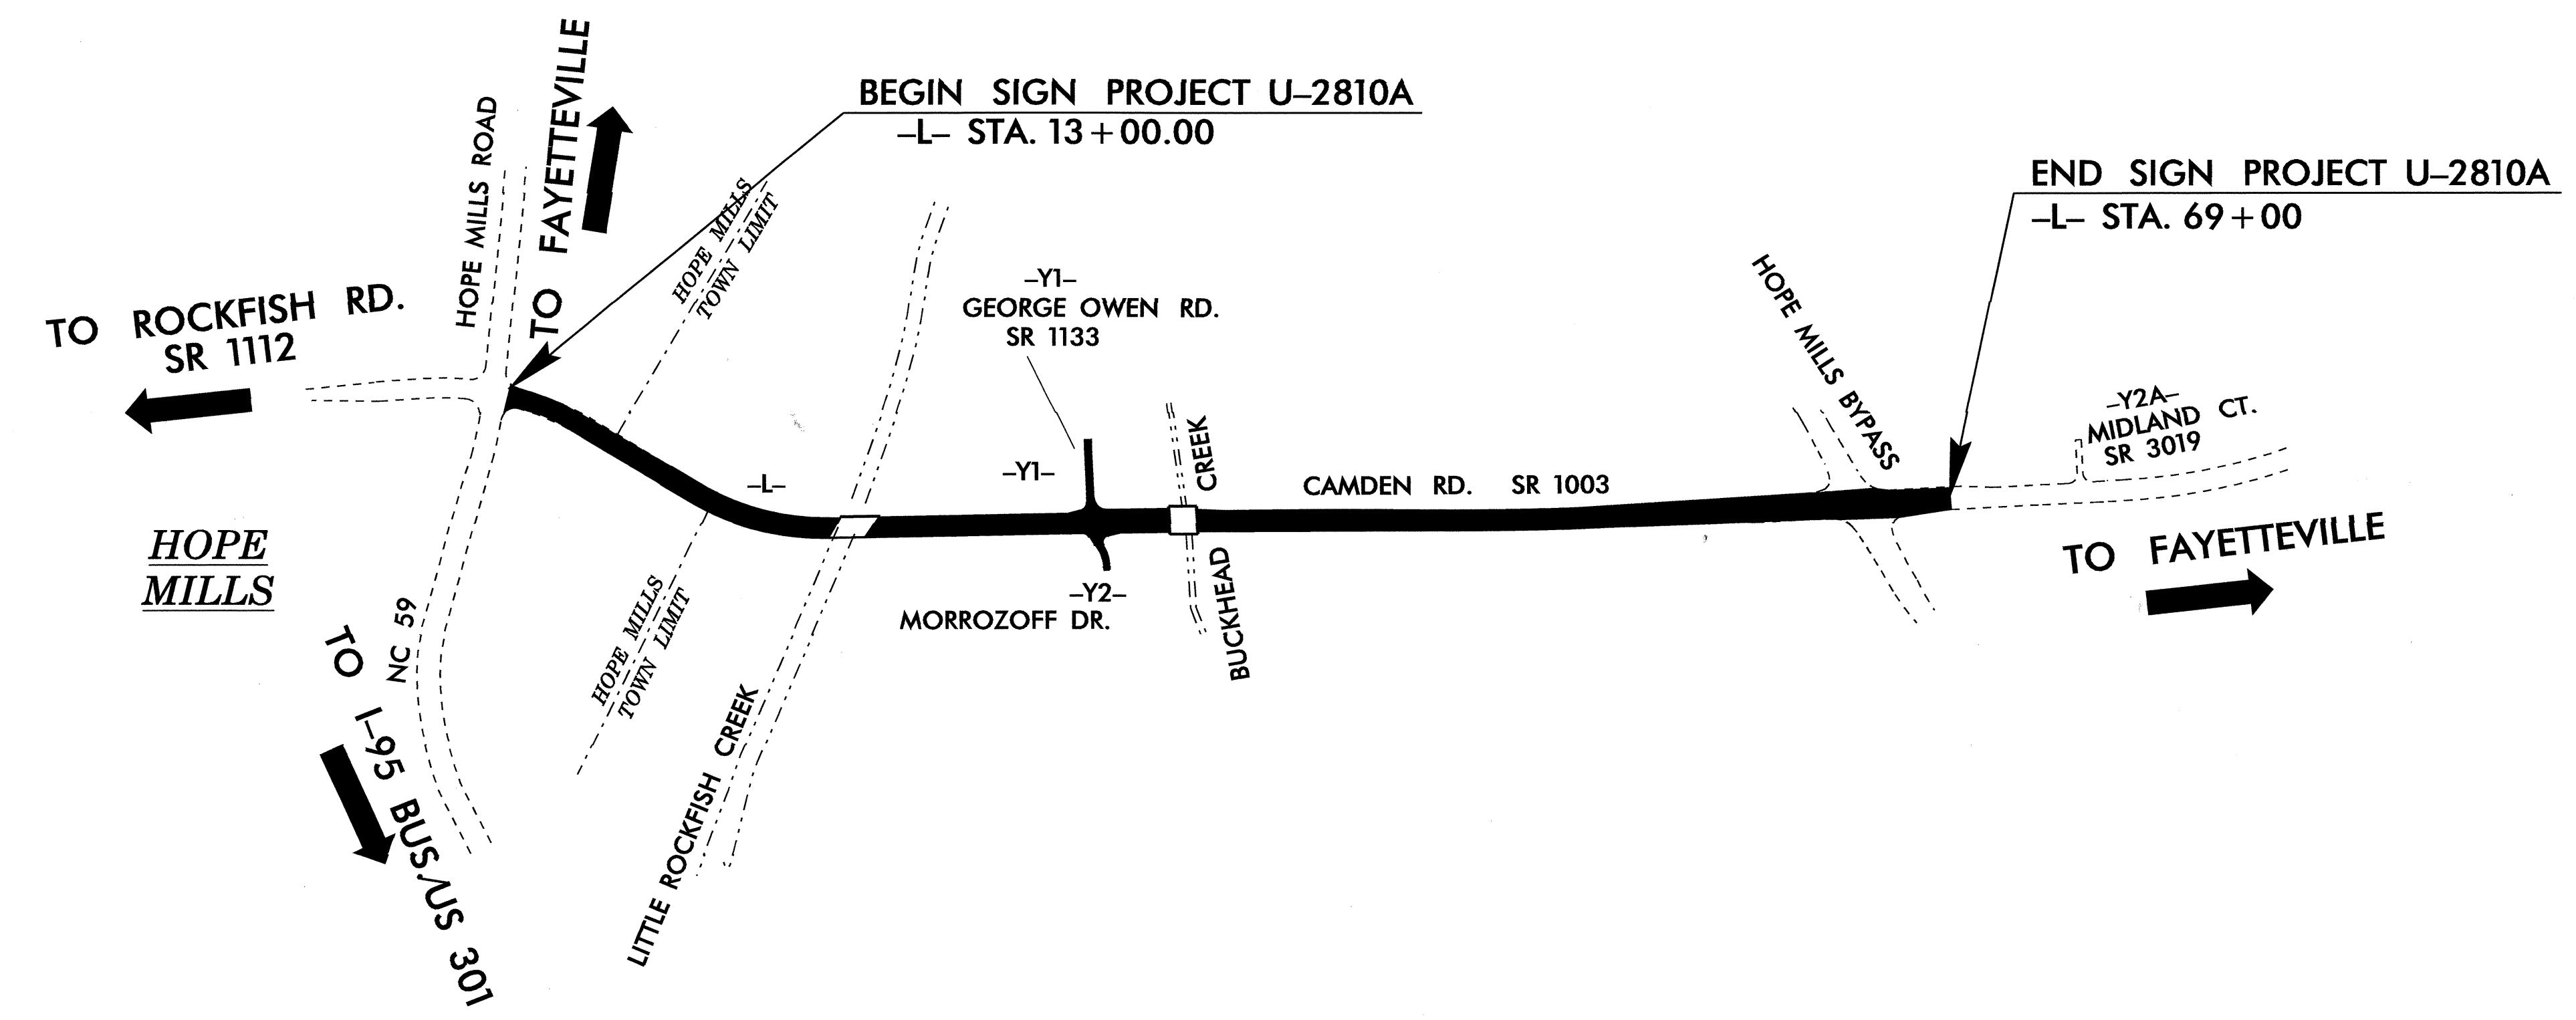 BEGIN SIGN PROJECT U–2810A
–L– STA. 13+00.00
END SIGN PROJECT U–2810A
–L– STA. 69+00
HOPE MILLS ROAD
TO FAYETTEVILLE
HOPE MILLS
TOWN LIMIT
TO ROCKFISH RD.
SR 1112
–Y1–
GEORGE OWEN RD.
SR 1133
HOPE MILLS BYPASS
–Y2A–
MIDLAND CT.
SR 3019
–L–
–Y1–
CREEK
CAMDEN RD. SR 1003
HOPE
MILLS
TO FAYETTEVILLE
–Y2–
MORROZOFF DR.
BUCKHEAD
NC 59
HOPE MILLS
TOWN LIMIT
TO I–95 BUS./US 301
LITTLE ROCKFISH CREEK